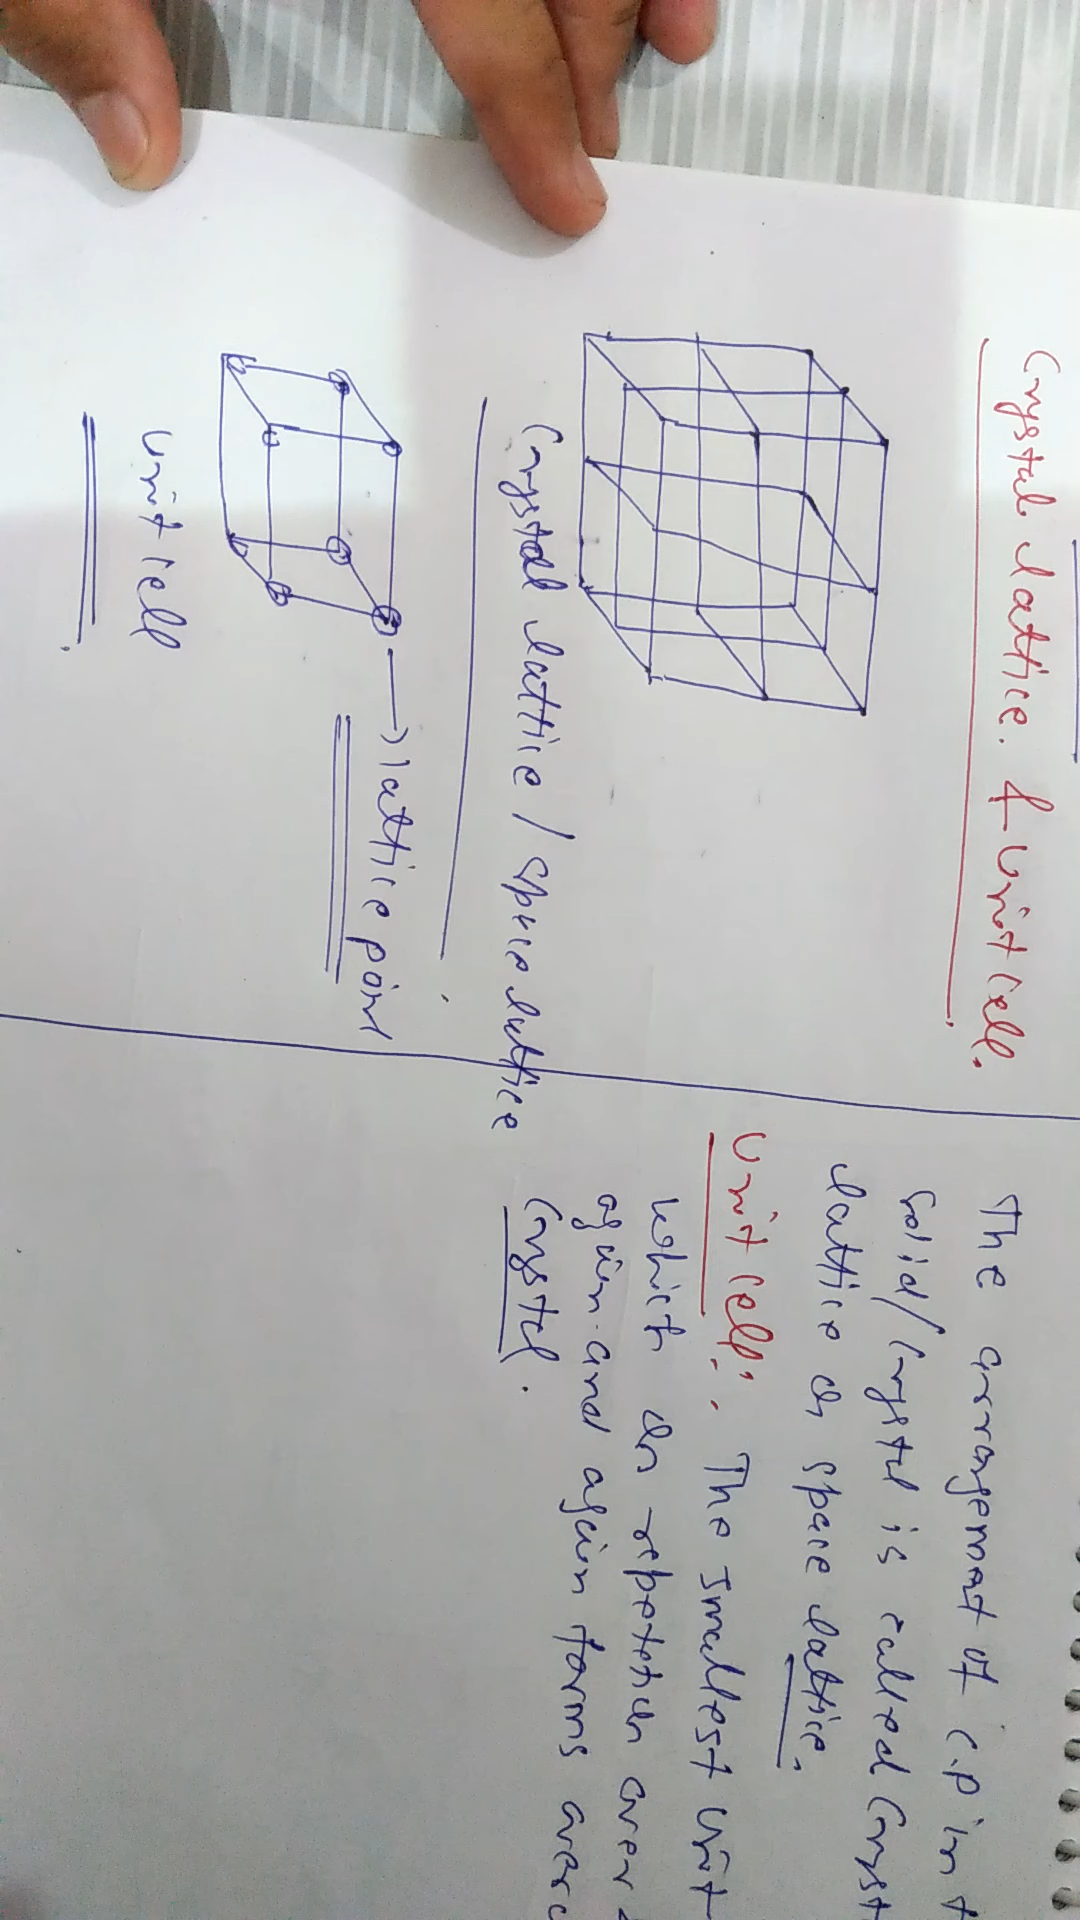 Crystal lattice. & Unit cell.
Crystal lattice / space lattice
lattice point
Unit cell
The arrangement of C.P in t
solid/Crystal is called Cryst
lattice or space lattice.
Unit cell:. The smallest unit
which on repetition over
again and again forms
Crystal.